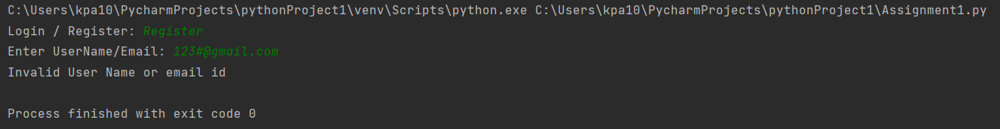 C:\Users\kpa10\PycharmProjects\pythonProject1\venv\Scripts\python.exe C:\Users\kpa10\PycharmProjects\pythonProject1\Assignment1.py
Login / Register: Register
Enter UserName/Email: 123#@gmail.com
Invalid User Name or email id
Process finished with exit code 0